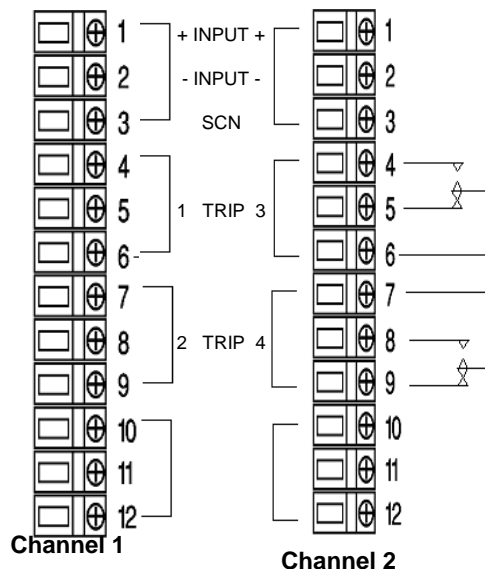 1 + INPUT + 1
2 - INPUT - 2
3 SCN 3
4 4
5 1 TRIP 3 5
6 - 6
7 7
8 2 TRIP 4 8
9 9
10 10
11 11
12 12
Channel 1
Channel 2